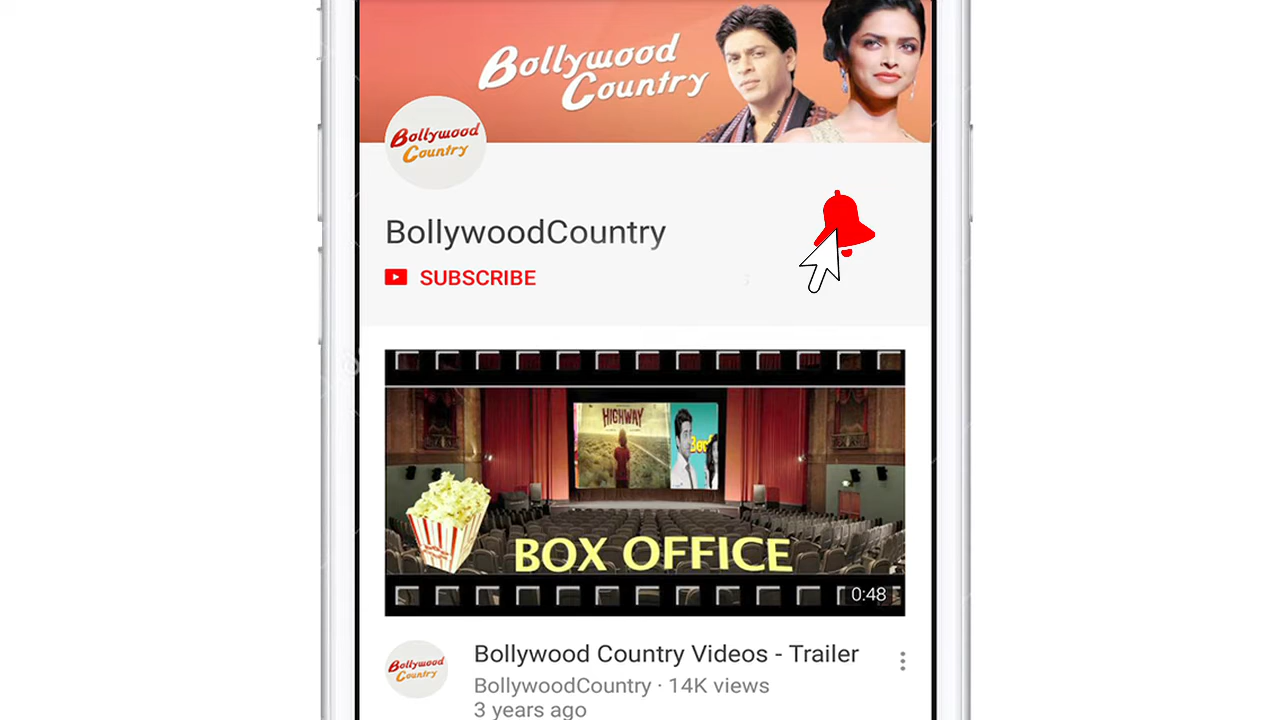 Bollywood
Country
Bollywood
Country
BollywoodCountry
SUBSCRIBE
HIGHWAY
BOX OFFICE
0:48
Bollywood
Country
Bollywood Country Videos - Trailer
BollywoodCountry · 14K views
3 years ago